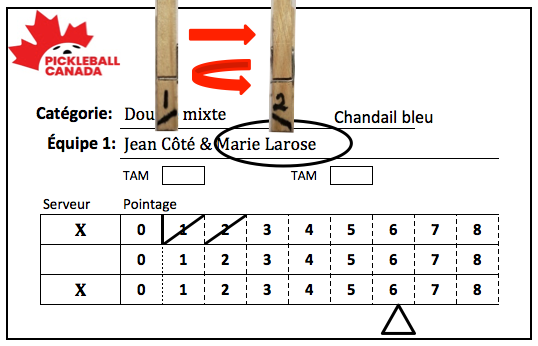 PICKLEBALL
CANADA
1
2
Catégorie: Dou mixte
Chandail bleu
Équipe 1: Jean Côté & Marie Larose
TAM TAM
Serveur Pointage
X 0 1 2 3 4 5 6 7 8
0 1 2 3 4 5 6 7 8
X 0 1 2 3 4 5 6 7 8